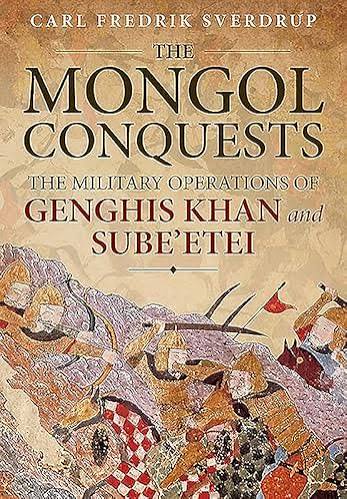 CARL FREDRIK SVERDRUP
THE
MONGOL
CONQUESTS
THE MILITARY OPERATIONS OF
GENGHIS KHAN and
SUBE'ETEI